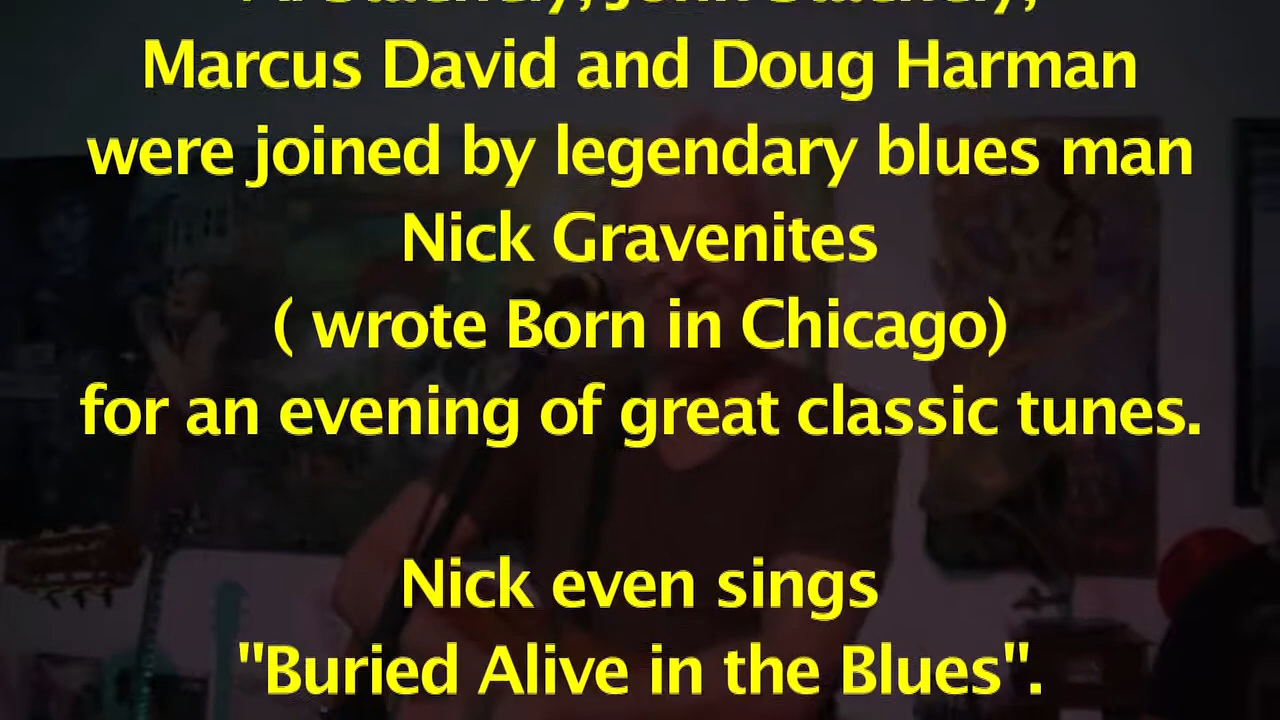 Marcus David and Doug Harman
were joined by legendary blues man
Nick Gravenites
( wrote Born in Chicago)
for an evening of great classic tunes.
Nick even sings
"Buried Alive in the Blues".